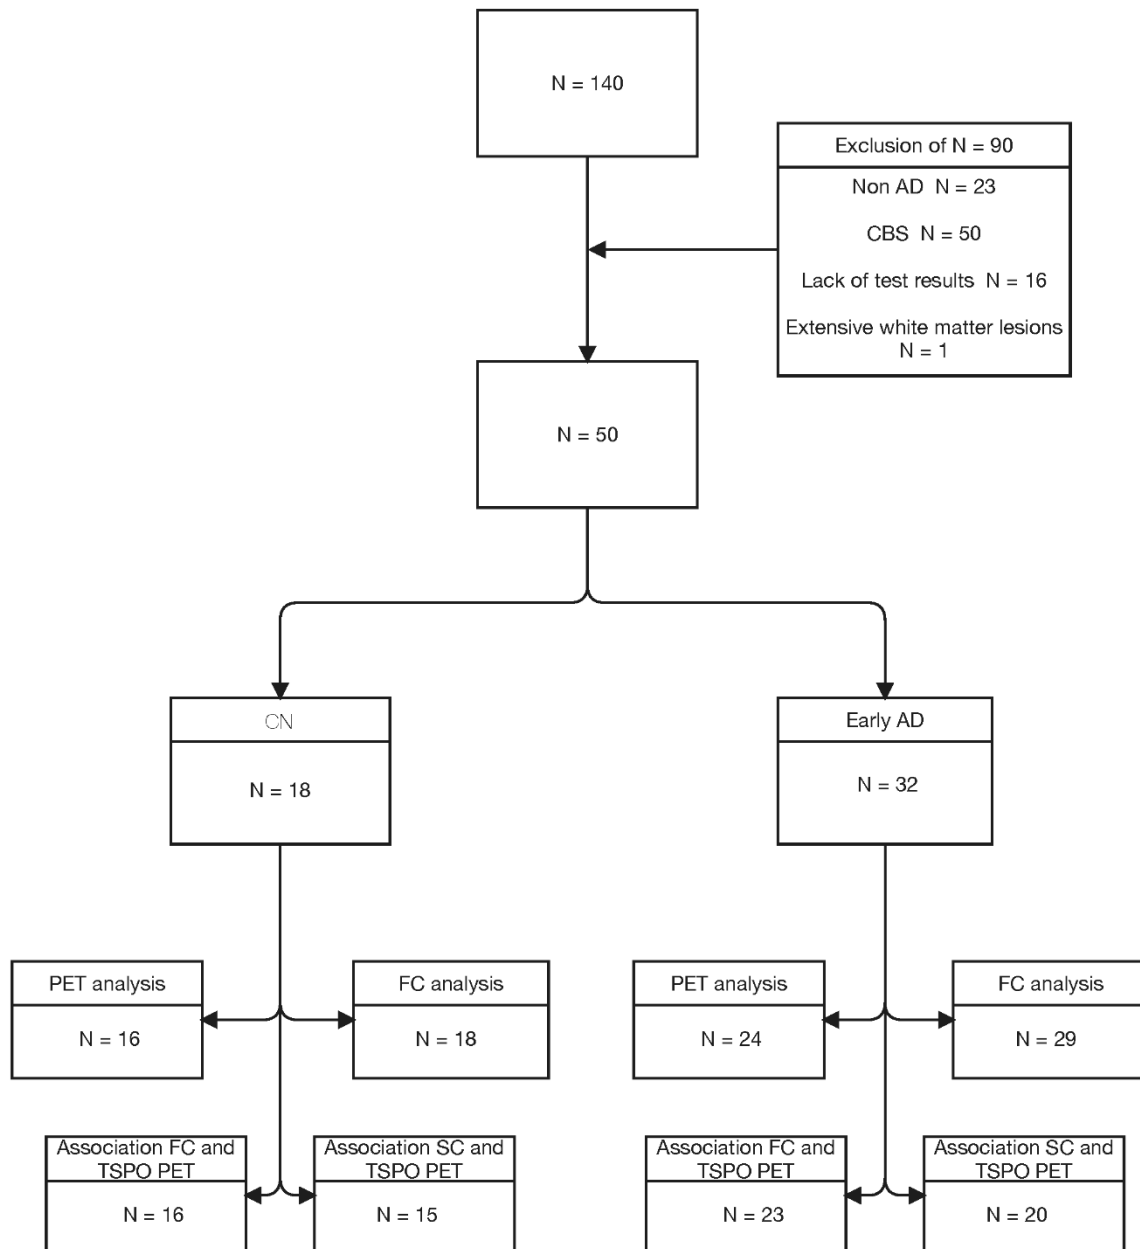 N = 140
Exclusion of N = 90
Non AD N = 23
CBS N = 50
Lack of test results N = 16
Extensive white matter lesions
N = 1
N = 50
CN
N = 18
Early AD
N = 32
PET analysis
N = 16
FC analysis
N = 18
PET analysis
N = 24
FC analysis
N = 29
Association FC and
TSPO PET
N = 16
Association SC and
TSPO PET
N = 15
Association FC and
TSPO PET
N = 23
Association SC and
TSPO PET
N = 20